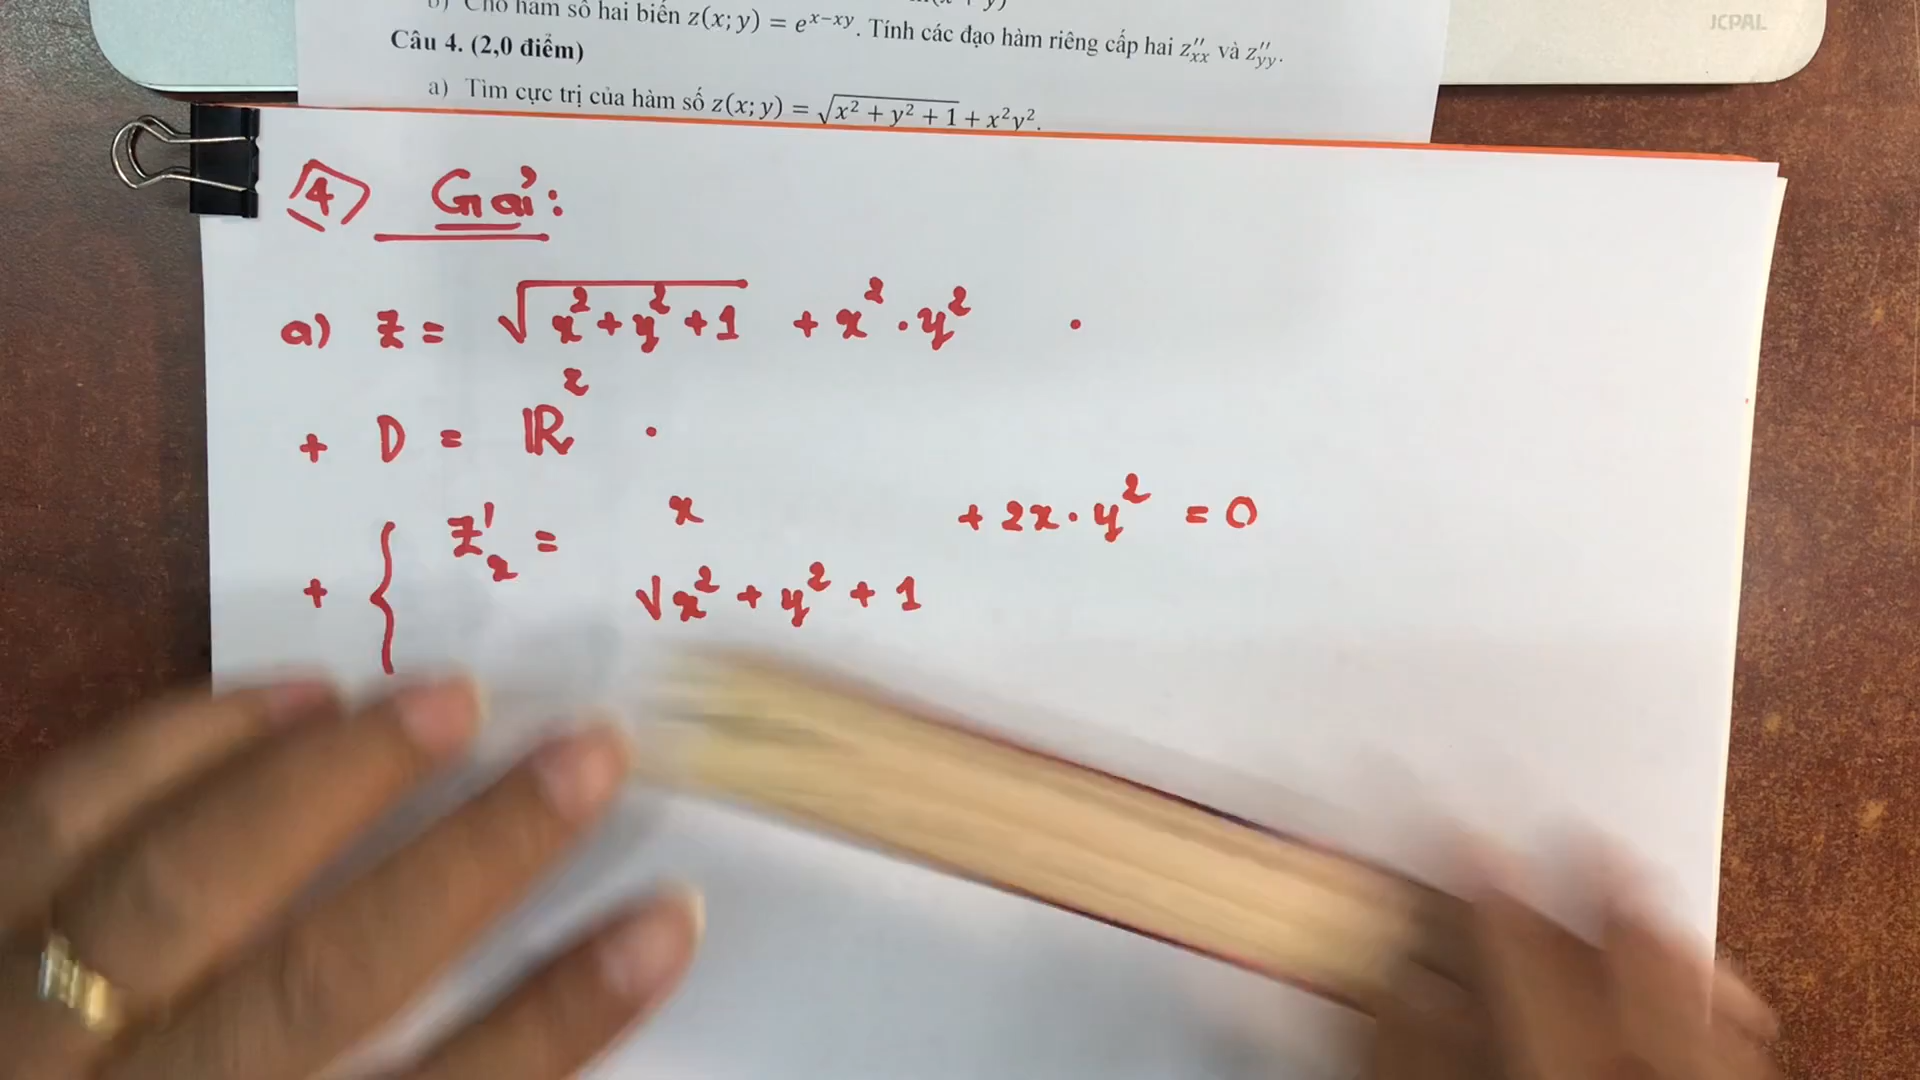 JCPAL
b) Cho hàm số hai biến z(x; y) = e^{x−xy}. Tính các đạo hàm riêng cấp hai z''_{xx} và z''_{yy}.
Câu 4. (2,0 điểm)
a) Tìm cực trị của hàm số z(x; y) = √(x² + y² + 1) + x²y².
4 Giải:
a) z = √(x² + y² + 1) + x² . y² .
+ D = ℝ² .
+ { z'_x = x / √x² + y² + 1 + 2x . y² = 0